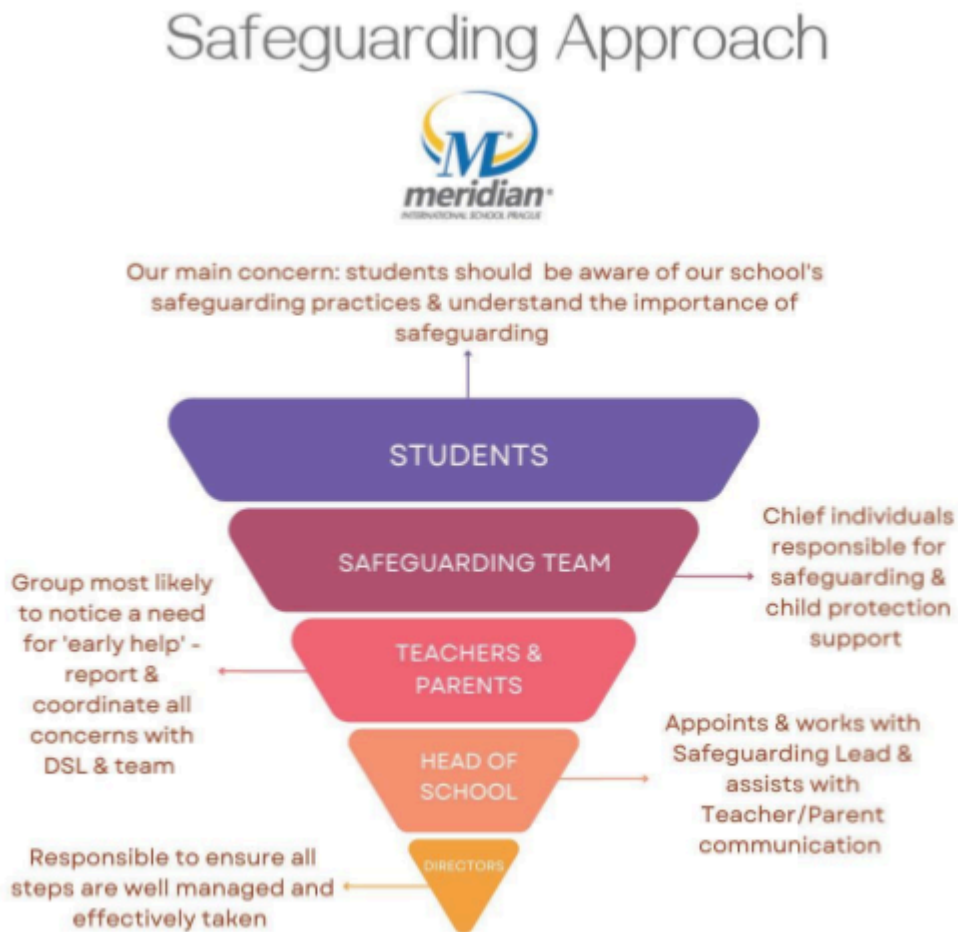 Safeguarding Approach
M
meridian
INTERNATIONAL SCHOOL PRAGUE
Our main concern: students should be aware of our school's
safeguarding practices & understand the importance of
safeguarding
STUDENTS
SAFEGUARDING TEAM
Chief individuals
responsible for
safeguarding &
child protection
support
Group most likely
to notice a need
for 'early help' -
report &
coordinate all
concerns with
DSL & team
TEACHERS &
PARENTS
HEAD OF
SCHOOL
Appoints & works with
Safeguarding Lead &
assists with
Teacher/Parent
communication
DIRECTORS
Responsible to ensure all
steps are well managed and
effectively taken